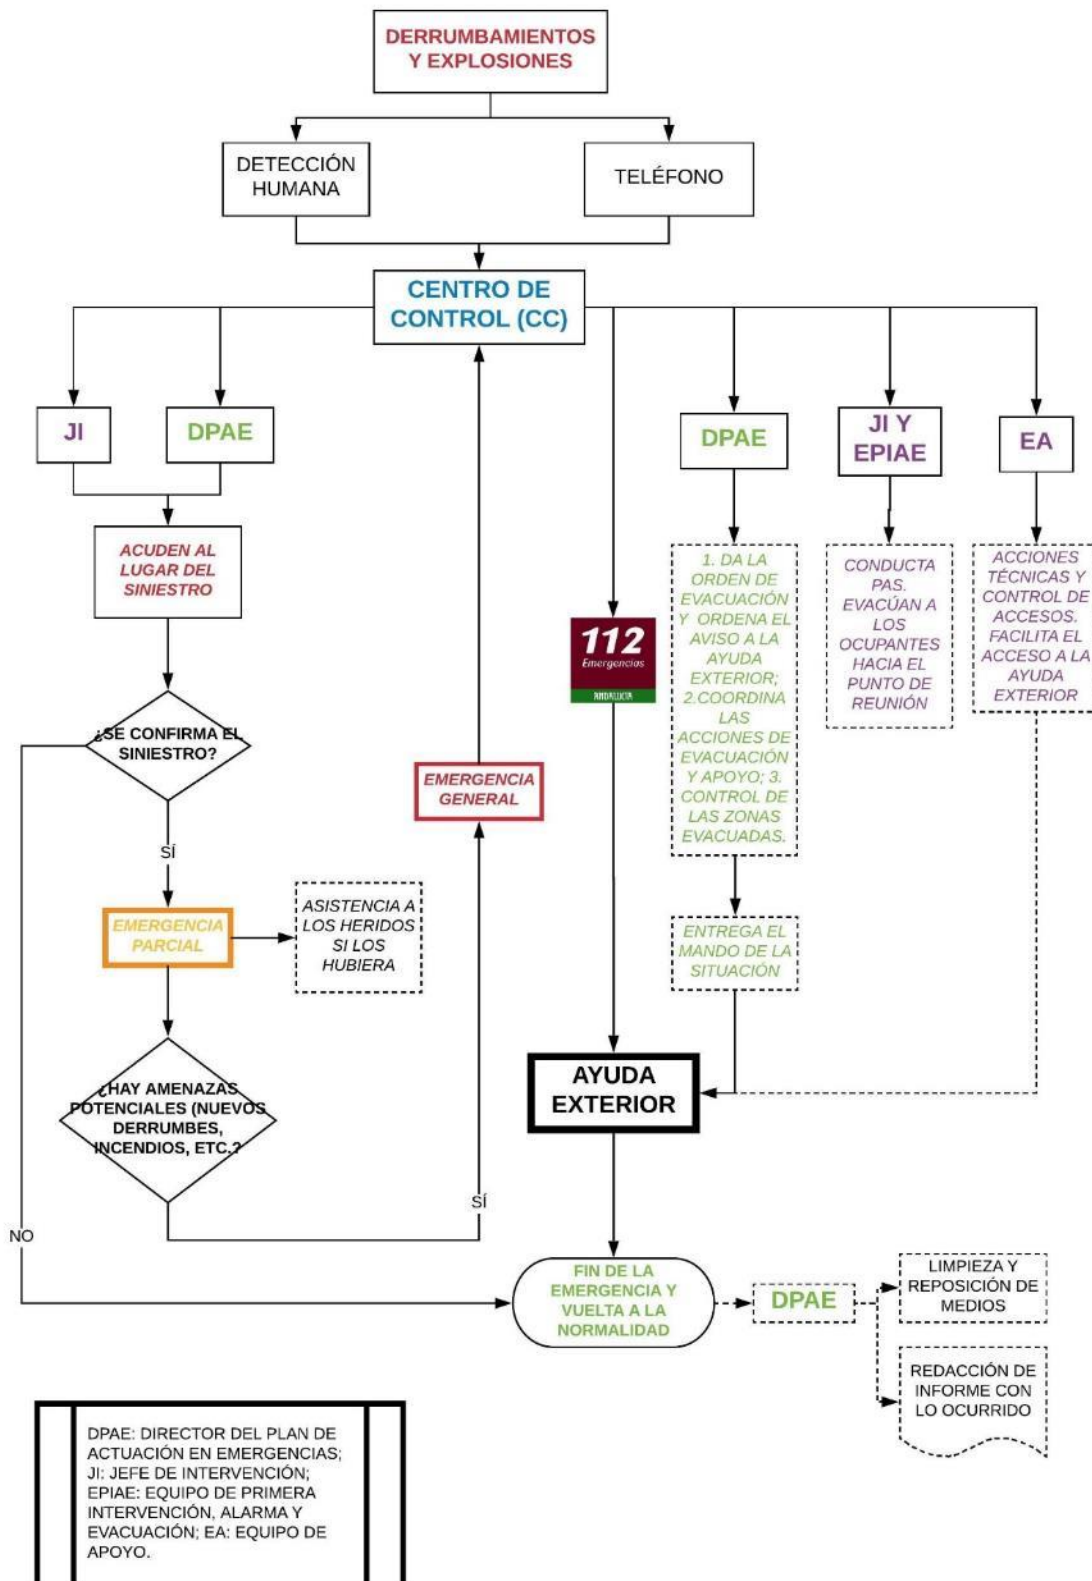 DERRUMBAMIENTOS
Y EXPLOSIONES
DETECCIÓN
HUMANA
TELÉFONO
CENTRO DE
CONTROL (CC)
JI
DPAE
DPAE
JI Y
EPIAE
EA
ACUDEN AL
LUGAR DEL
SINIESTRO
1. DA LA
ORDEN DE
EVACUACIÓN
Y ORDENA EL
AVISO A LA
AYUDA
EXTERIOR;
2.COORDINA
LAS
ACCIONES DE
EVACUACIÓN
Y APOYO; 3.
CONTROL DE
LAS ZONAS
EVACUADAS.
CONDUCTA
PAS.
EVACÚAN A
LOS
OCUPANTES
HACIA EL
PUNTO DE
REUNIÓN
ACCIONES
TÉCNICAS Y
CONTROL DE
ACCESOS.
FACILITA EL
ACCESO A LA
AYUDA
EXTERIOR
112
Emergencias
ANDALUCIA
¿SE CONFIRMA EL
SINIESTRO?
EMERGENCIA
GENERAL
SÍ
EMERGENCIA
PARCIAL
ASISTENCIA A
LOS HERIDOS
SI LOS
HUBIERA
ENTREGA EL
MANDO DE LA
SITUACIÓN
¿HAY AMENAZAS
POTENCIALES (NUEVOS
DERRUMBES,
INCENDIOS, ETC.?
AYUDA
EXTERIOR
SÍ
NO
FIN DE LA
EMERGENCIA Y
VUELTA A LA
NORMALIDAD
DPAE
LIMPIEZA Y
REPOSICIÓN DE
MEDIOS
REDACCIÓN DE
INFORME CON
LO OCURRIDO
DPAE: DIRECTOR DEL PLAN DE
ACTUACIÓN EN EMERGENCIAS;
JI: JEFE DE INTERVENCIÓN;
EPIAE: EQUIPO DE PRIMERA
INTERVENCIÓN, ALARMA Y
EVACUACIÓN; EA: EQUIPO DE
APOYO.